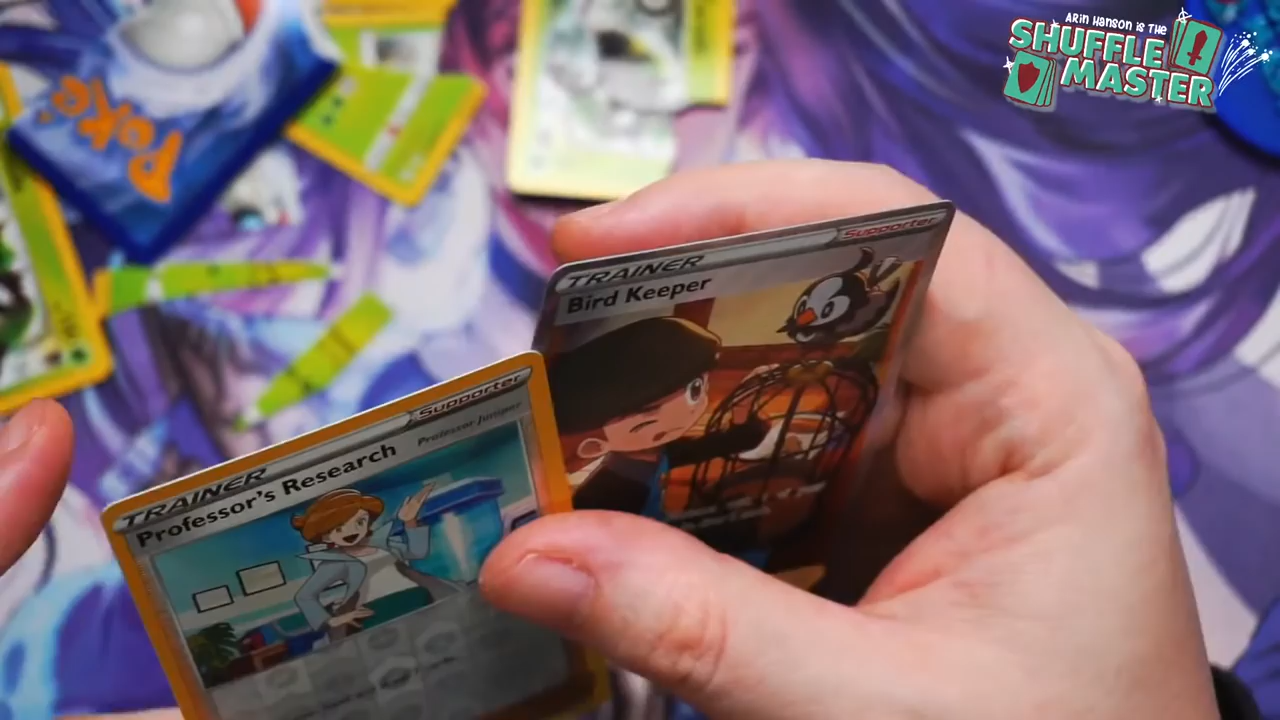 ARIN HANSON IS THE
SHUFFLE
MASTER
Poké
TRAINER
Supporter
Bird Keeper
TRAINER
Supporter
Professor's Research
Professor Juniper